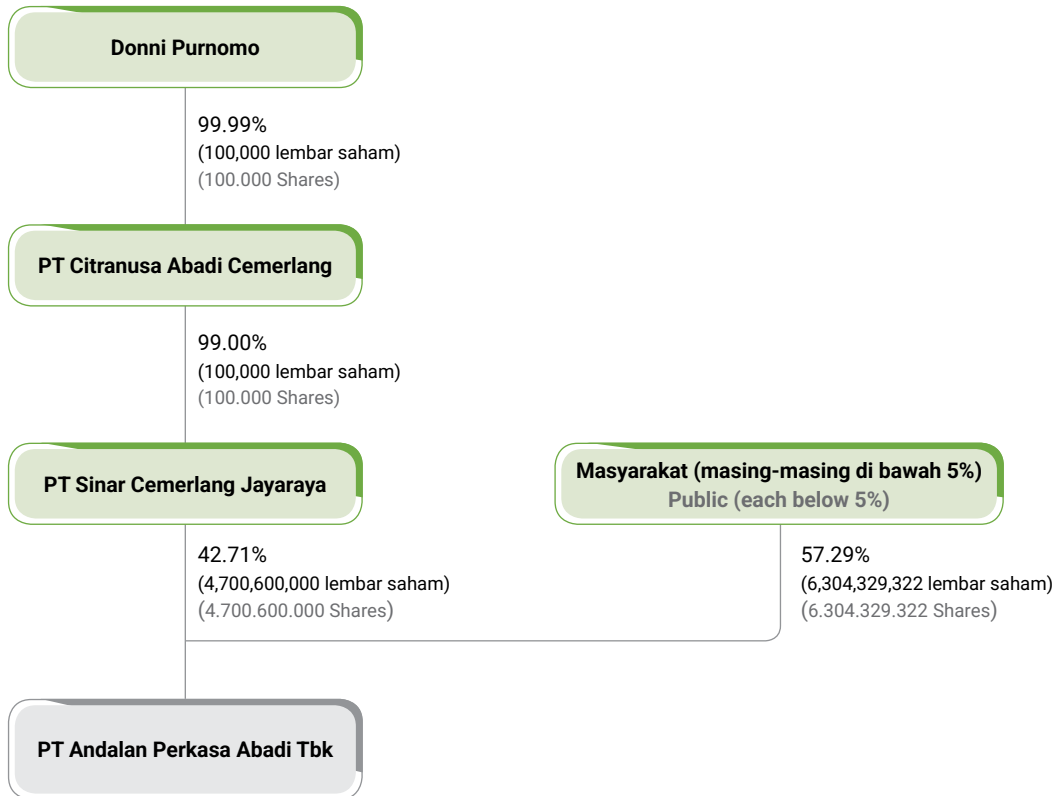 Donni Purnomo
99.99%
(100,000 lembar saham)
(100.000 Shares)
PT Citranusa Abadi Cemerlang
99.00%
(100,000 lembar saham)
(100.000 Shares)
PT Sinar Cemerlang Jayaraya
42.71%
(4,700,600,000 lembar saham)
(4.700.600.000 Shares)
Masyarakat (masing-masing di bawah 5%)
Public (each below 5%)
57.29%
(6,304,329,322 lembar saham)
(6.304.329.322 Shares)
PT Andalan Perkasa Abadi Tbk